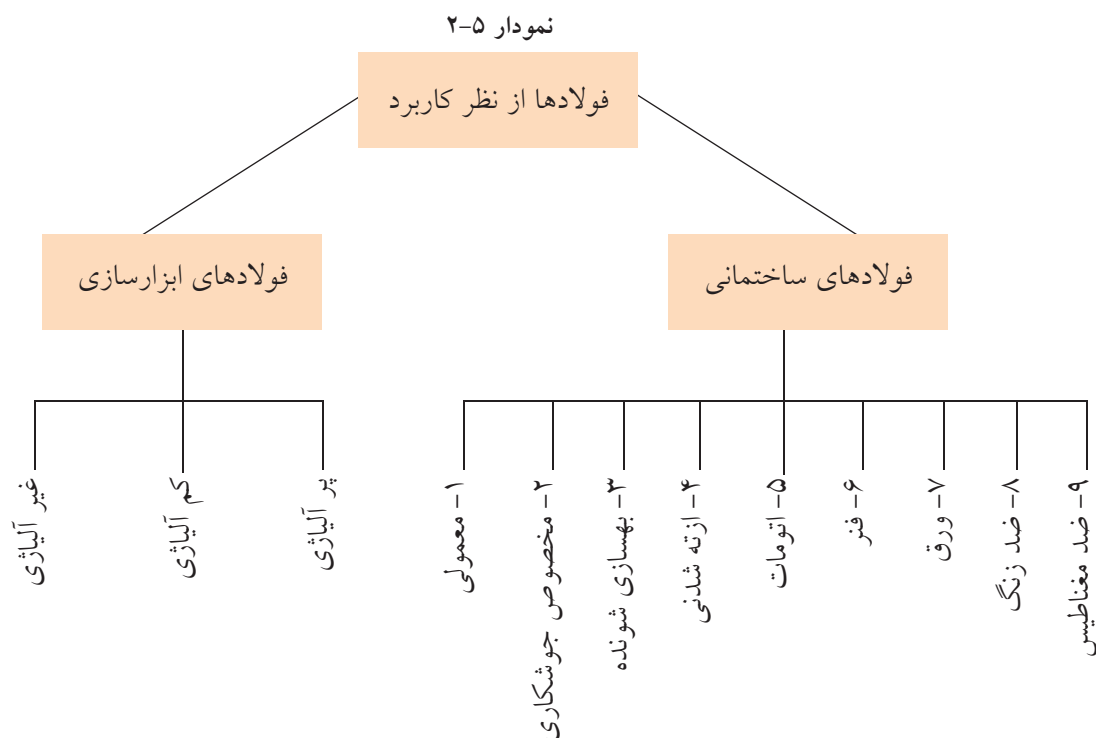 نمودار ۵-۲
فولادها از نظر کاربرد
فولادهای ساختمانی
فولادهای ابزارسازی
۱- معمولی
۲- مخصوص جوشکاری
۳- بهسازی شونده
۴- ازته شدنی
۵- اتومات
۶- فنر
۷- ورق
۸- ضد زنگ
۹- ضد مغناطیس
پر آلیاژی
کم آلیاژی
غیر آلیاژی